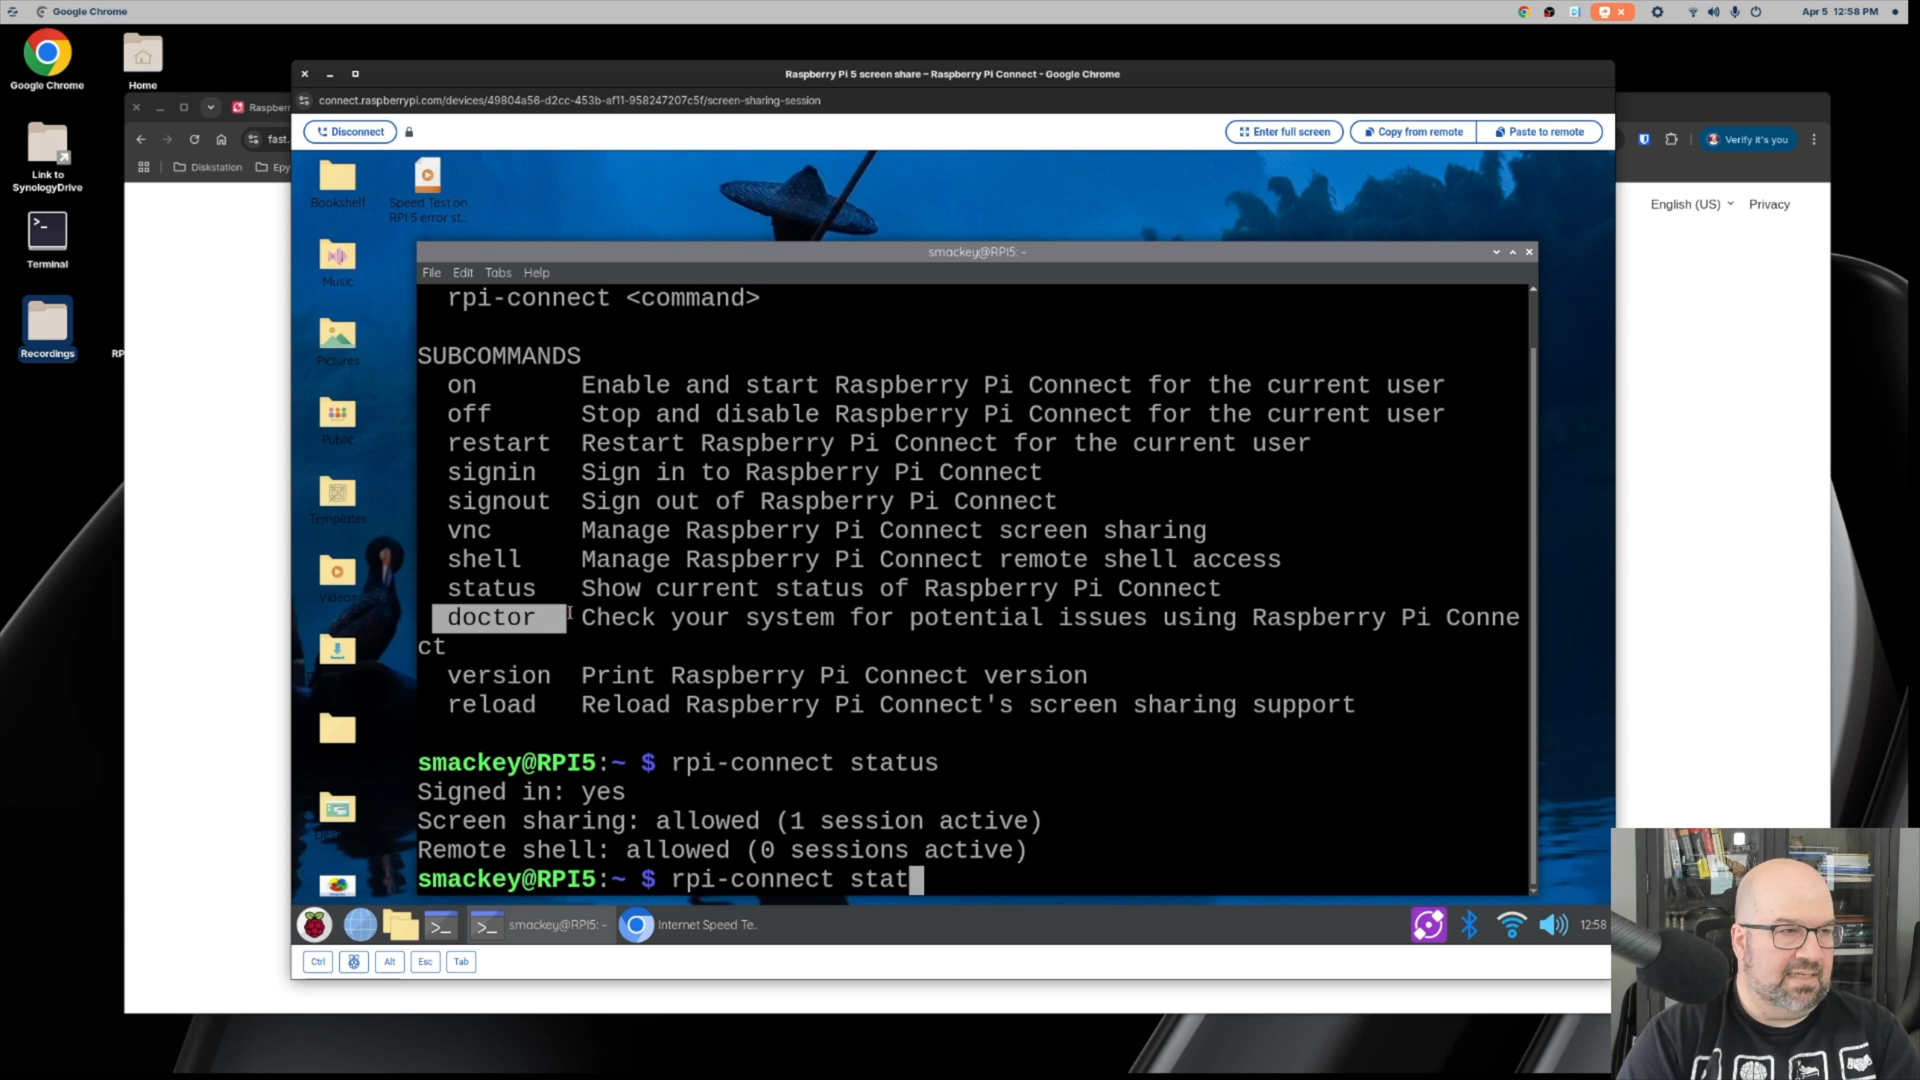 Google Chrome
Apr 5 12:58 PM
Google Chrome
Home
Link to
SynologyDrive
Terminal
Recordings
RP
Raspberr
fast.
Diskstation
Epy
Verify it's you
English (US)
Privacy
Raspberry Pi 5 screen share – Raspberry Pi Connect - Google Chrome
connect.raspberrypi.com/devices/49804a56-d2cc-453b-af11-958247207c5f/screen-sharing-session
Disconnect
Enter full screen
Copy from remote
Paste to remote
Bookshelf
Speed Test on
RPI 5 error st...
Music
Pictures
Public
Templates
Videos
smackey@RPI5: ~
File Edit Tabs Help
rpi-connect <command>
SUBCOMMANDS
on Enable and start Raspberry Pi Connect for the current user
off Stop and disable Raspberry Pi Connect for the current user
restart Restart Raspberry Pi Connect for the current user
signin Sign in to Raspberry Pi Connect
signout Sign out of Raspberry Pi Connect
vnc Manage Raspberry Pi Connect screen sharing
shell Manage Raspberry Pi Connect remote shell access
status Show current status of Raspberry Pi Connect
doctor Check your system for potential issues using Raspberry Pi Conne
ct
version Print Raspberry Pi Connect version
reload Reload Raspberry Pi Connect's screen sharing support
smackey@RPI5:~ $ rpi-connect status
Signed in: yes
Screen sharing: allowed (1 session active)
Remote shell: allowed (0 sessions active)
smackey@RPI5:~ $ rpi-connect stat
smackey@RPI5: ~
Internet Speed Te..
12:58
Ctrl
Alt
Esc
Tab